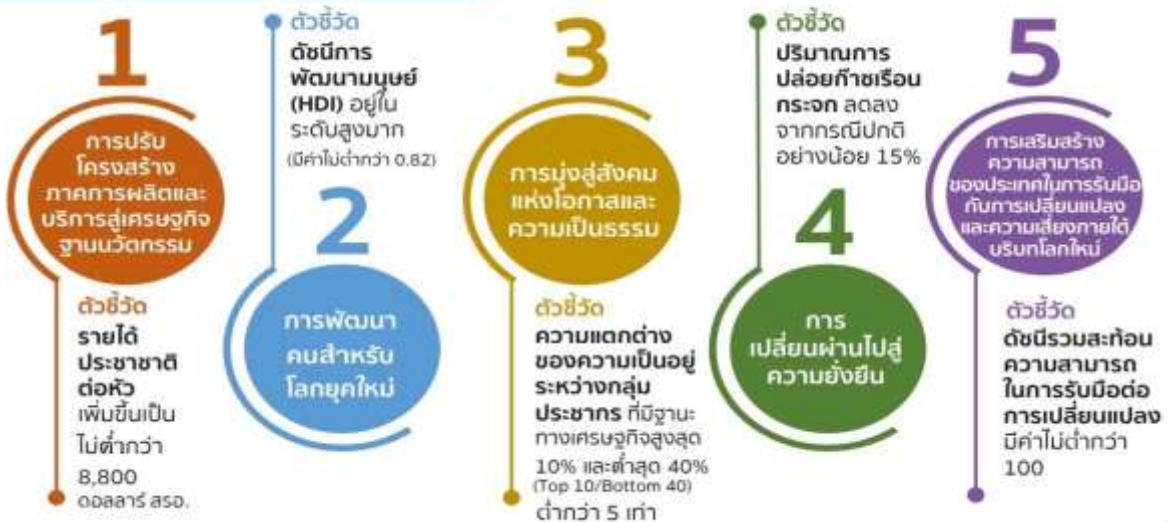 1
การปรับ
โครงสร้าง
ภาคการผลิตและ
บริการสู่เศรษฐกิจ
ฐานนวัตกรรม
ตัวชี้วัด
รายได้
ประชาชาติ
ต่อหัว
เพิ่มขึ้นเป็น
ไม่ต่ำกว่า
8,800
ดอลลาร์ สรอ.
ตัวชี้วัด
ดัชนีการ
พัฒนามนุษย์
(HDI) อยู่ใน
ระดับสูงมาก
(มีค่าไม่ต่ำกว่า 0.82)
2
การพัฒนา
คนสำหรับ
โลกยุคใหม่
3
การมุ่งสู่สังคม
แห่งโอกาสและ
ความเป็นธรรม
ตัวชี้วัด
ความแตกต่าง
ของความเป็นอยู่
ระหว่างกลุ่ม
ประชากร ที่มีฐานะ
ทางเศรษฐกิจสูงสุด
10% และต่ำสุด 40%
(Top 10/Bottom 40)
ต่ำกว่า 5 เท่า
ตัวชี้วัด
ปริมาณการ
ปล่อยก๊าซเรือน
กระจก ลดลง
จากกรณีปกติ
อย่างน้อย 15%
4
การ
เปลี่ยนผ่านไปสู่
ความยั่งยืน
5
การเสริมสร้าง
ความสามารถ
ของประเทศในการรับมือ
กับการเปลี่ยนแปลง
และความเสี่ยงภายใต้
บริบทโลกใหม่
ตัวชี้วัด
ดัชนีรวมสะท้อน
ความสามารถ
ในการรับมือต่อ
การเปลี่ยนแปลง
มีค่าไม่ต่ำกว่า
100